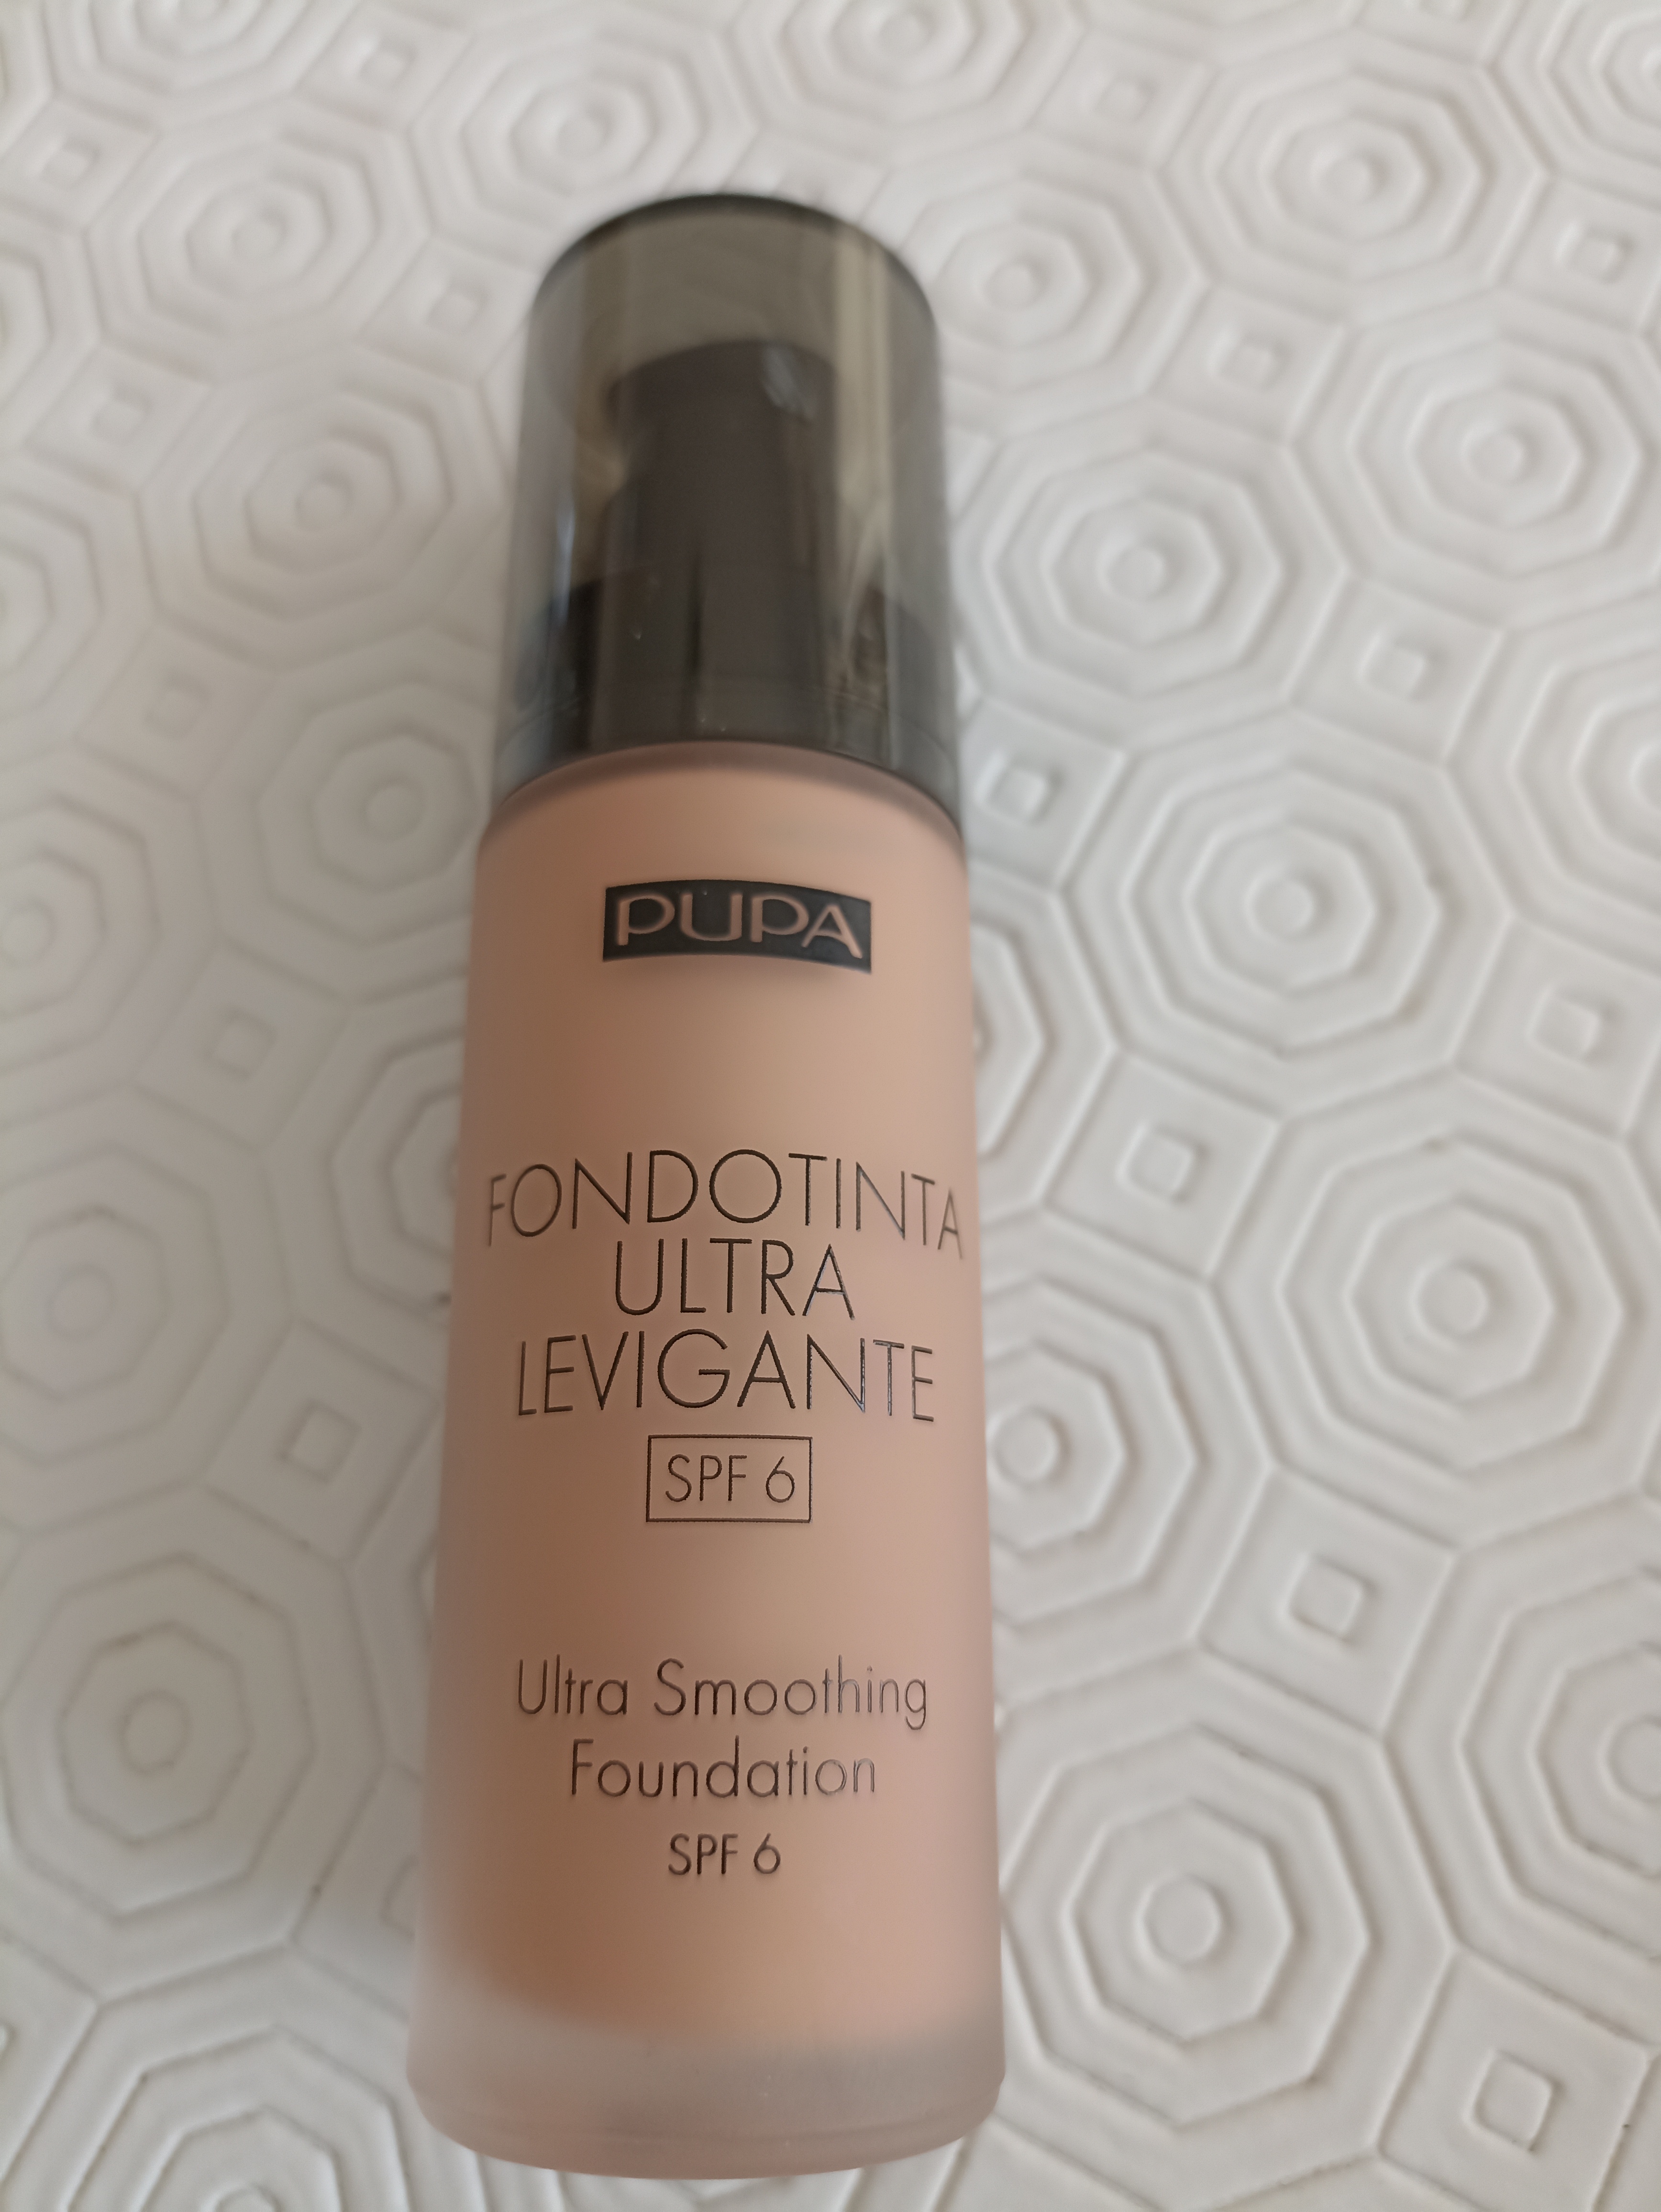 PUPA
FONDOTINTA
ULTRA
LEVIGANTE
SPF 6
Ultra Smoothing
Foundation
SPF 6